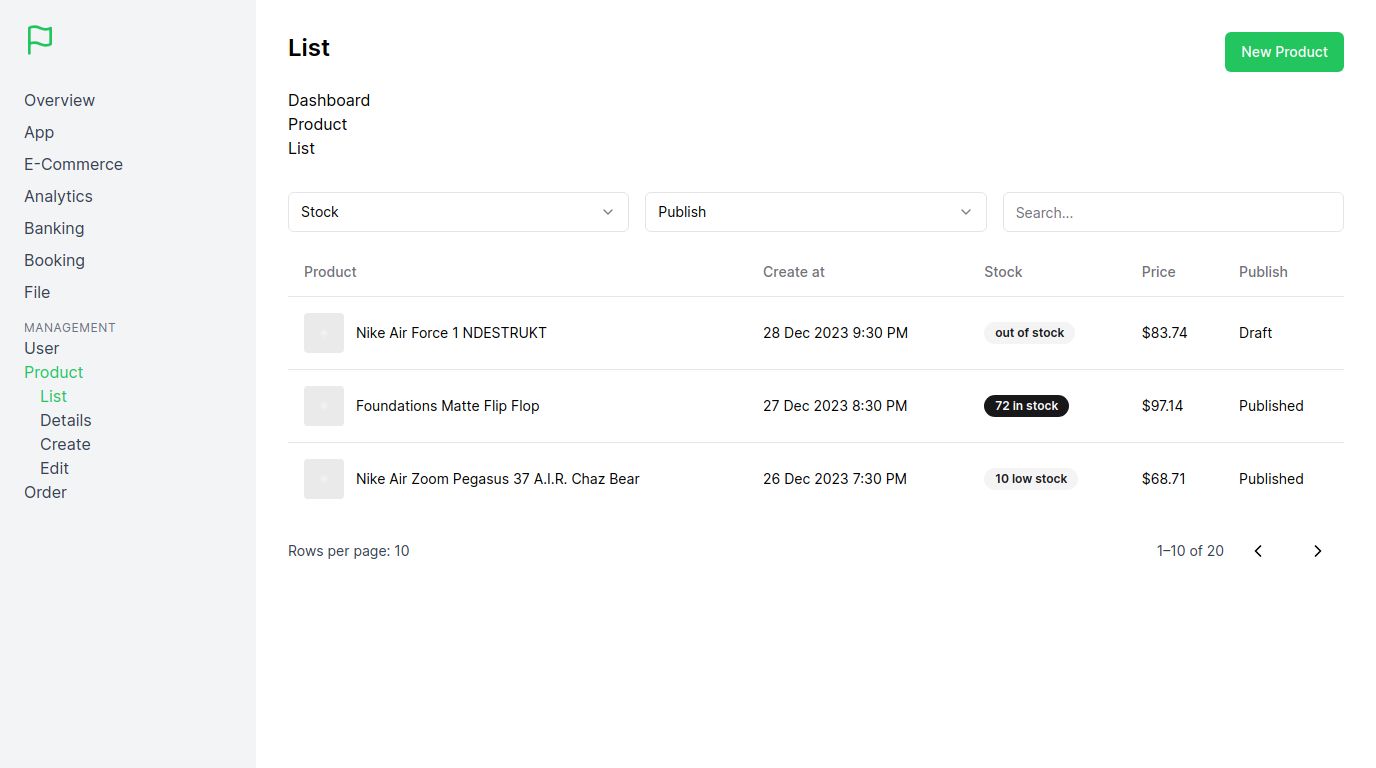 Overview
App
E-Commerce
Analytics
Banking
Booking
File
MANAGEMENT
User
Product
List
Details
Create
Edit
Order
List
New Product
Dashboard
Product
List
Stock
Publish
Search...
Product Create at Stock Price Publish
Nike Air Force 1 NDESTRUKT 28 Dec 2023 9:30 PM out of stock $83.74 Draft
Foundations Matte Flip Flop 27 Dec 2023 8:30 PM 72 in stock $97.14 Published
Nike Air Zoom Pegasus 37 A.I.R. Chaz Bear 26 Dec 2023 7:30 PM 10 low stock $68.71 Published
Rows per page: 10 1–10 of 20